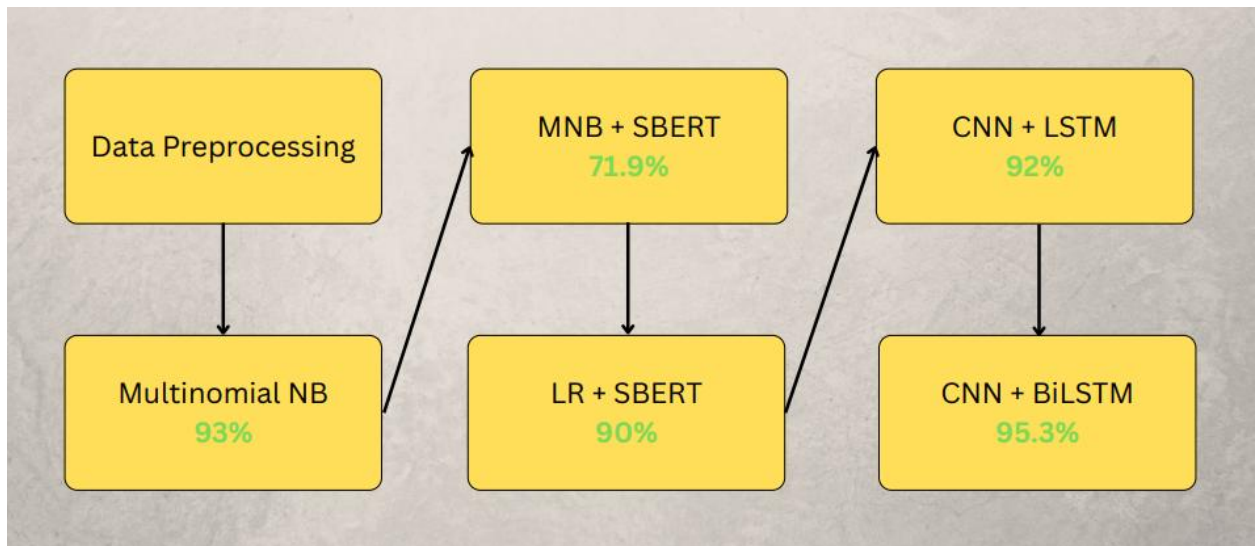 Data Preprocessing
Multinomial NB
93%
MNB + SBERT
71.9%
LR + SBERT
90%
CNN + LSTM
92%
CNN + BiLSTM
95.3%